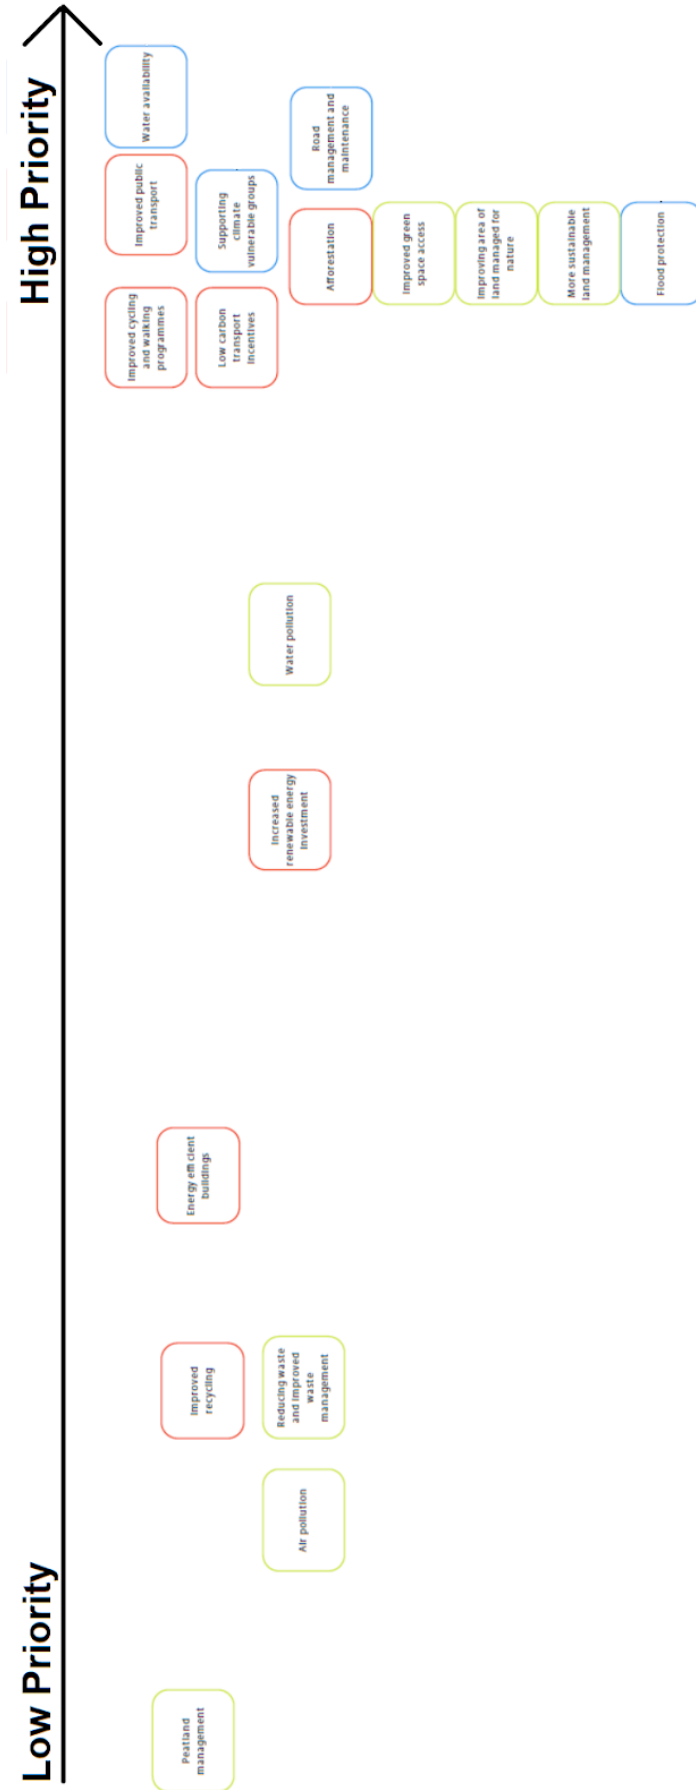 High Priority
Water availability
Improved public
transport
Supporting
climate
vulnerable groups
Road
management and
maintenance
Improved cycling
and walking
programmes
Low carbon
transport
incentives
Afforestation
Improved green
space access
Improving area of
land managed for
nature
More sustainable
land management
Flood protection
Water pollution
Increased
renewable energy
investment
Energy efficient
buildings
Improved
recycling
Reducing waste
and improved
waste
management
Air pollution
Peatland
management
Low Priority